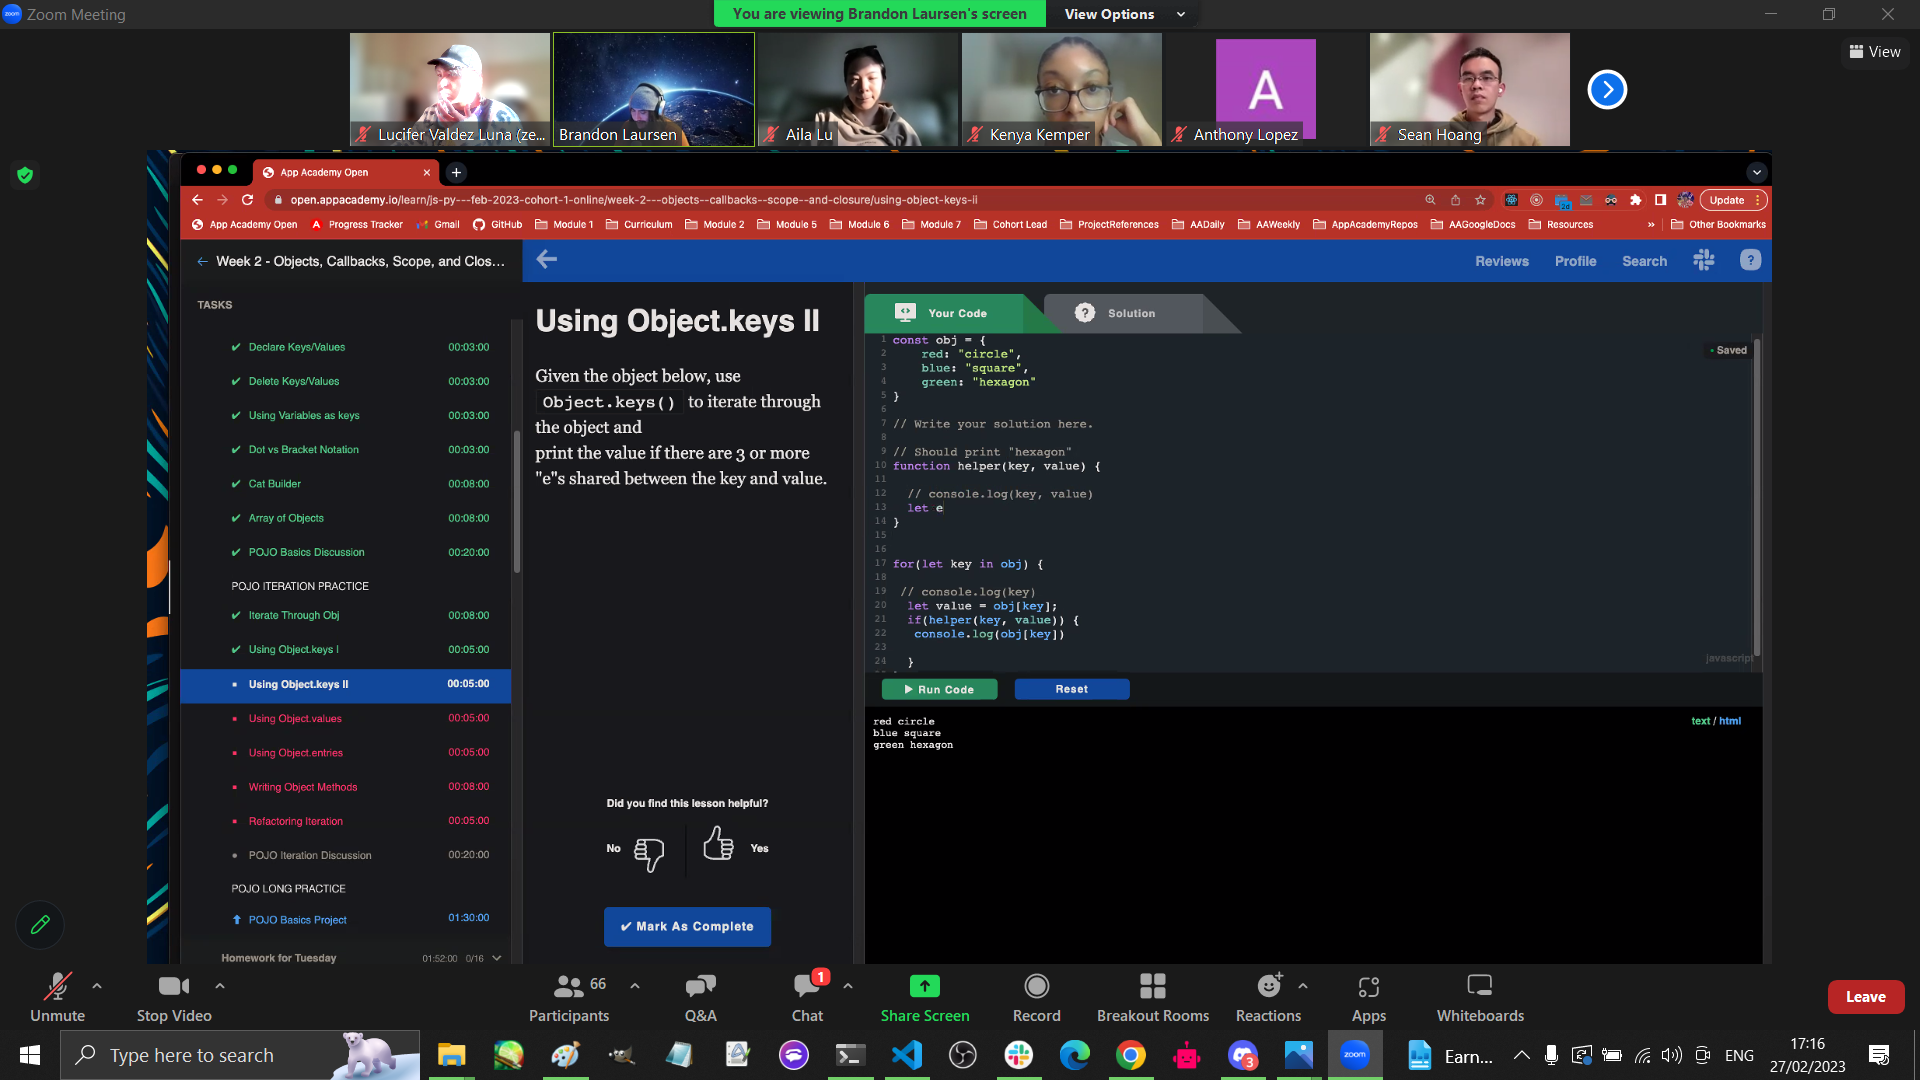 Zoom Meeting
You are viewing Brandon Laursen's screen
View Options
View
Lucifer Valdez Luna (ze...
Brandon Laursen
Aila Lu
Kenya Kemper
A
Anthony Lopez
Sean Hoang
App Academy Open
open.appacademy.io/learn/js-py---feb-2023-cohort-1-online/week-2---objects--callbacks--scope--and-closure/using-object-keys-ii
Update
App Academy Open
Progress Tracker
Gmail
GitHub
Module 1
Curriculum
Module 2
Module 5
Module 6
Module 7
Cohort Lead
ProjectReferences
AADaily
AAWeekly
AppAcademyRepos
AAGoogleDocs
Resources
»
Other Bookmarks
Week 2 - Objects, Callbacks, Scope, and Clos...
Reviews
Profile
Search
TASKS
Declare Keys/Values 00:03:00
Delete Keys/Values 00:03:00
Using Variables as keys 00:03:00
Dot vs Bracket Notation 00:03:00
Cat Builder 00:08:00
Array of Objects 00:08:00
POJO Basics Discussion 00:20:00
POJO ITERATION PRACTICE
Iterate Through Obj 00:08:00
Using Object.keys I 00:05:00
Using Object.keys II 00:05:00
Using Object.values 00:05:00
Using Object.entries 00:05:00
Writing Object Methods 00:08:00
Refactoring Iteration 00:05:00
POJO Iteration Discussion 00:20:00
POJO LONG PRACTICE
POJO Basics Project 01:30:00
Homework for Tuesday 01:52:00 0/16
Using Object.keys II
Given the object below, use
Object.keys() to iterate through
the object and
print the value if there are 3 or more
"e"s shared between the key and value.
Did you find this lesson helpful?
No
Yes
✔ Mark As Complete
Your Code
? Solution
Saved
1 const obj = {
2 red: "circle",
3 blue: "square",
4 green: "hexagon"
5 }
6
7 // Write your solution here.
8
9 // Should print "hexagon"
10 function helper(key, value) {
11
12 // console.log(key, value)
13 let e
14 }
15
16
17 for(let key in obj) {
18
19 // console.log(key)
20 let value = obj[key];
21 if(helper(key, value)) {
22 console.log(obj[key])
23
24 }
javascript
Run Code
Reset
red circle
blue square
green hexagon
text / html
Unmute
Stop Video
66
Participants
Q&A
1
Chat
Share Screen
Record
Breakout Rooms
Reactions
Apps
Whiteboards
Leave
Type here to search
3
zoom
Earn...
ENG
17:16
27/02/2023